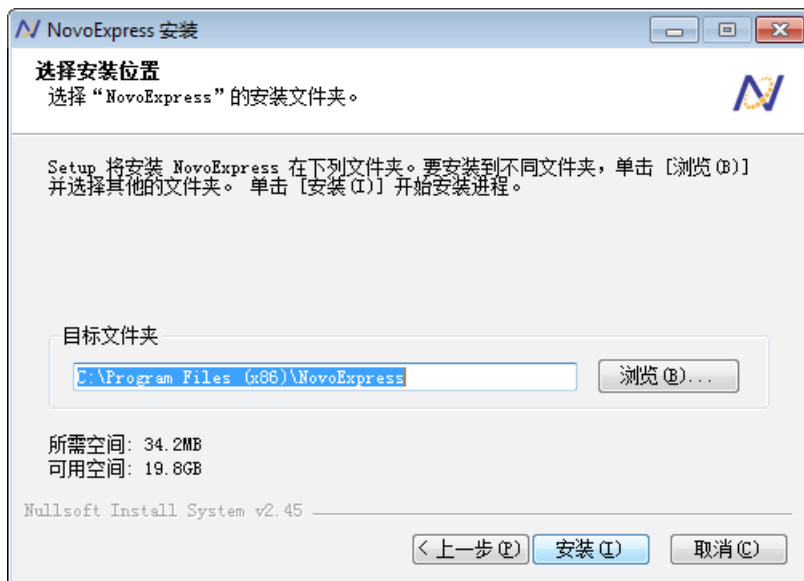 NovoExpress 安装
选择安装位置
选择“NovoExpress”的安装文件夹。
Setup 将安装 NovoExpress 在下列文件夹。要安装到不同文件夹，单击 [浏览(B)]
并选择其他的文件夹。 单击 [安装(I)] 开始安装进程。
目标文件夹
C:\Program Files (x86)\NovoExpress
浏览(B)...
所需空间: 34.2MB
可用空间: 19.8GB
Nullsoft Install System v2.45
< 上一步(P)
安装(I)
取消(C)